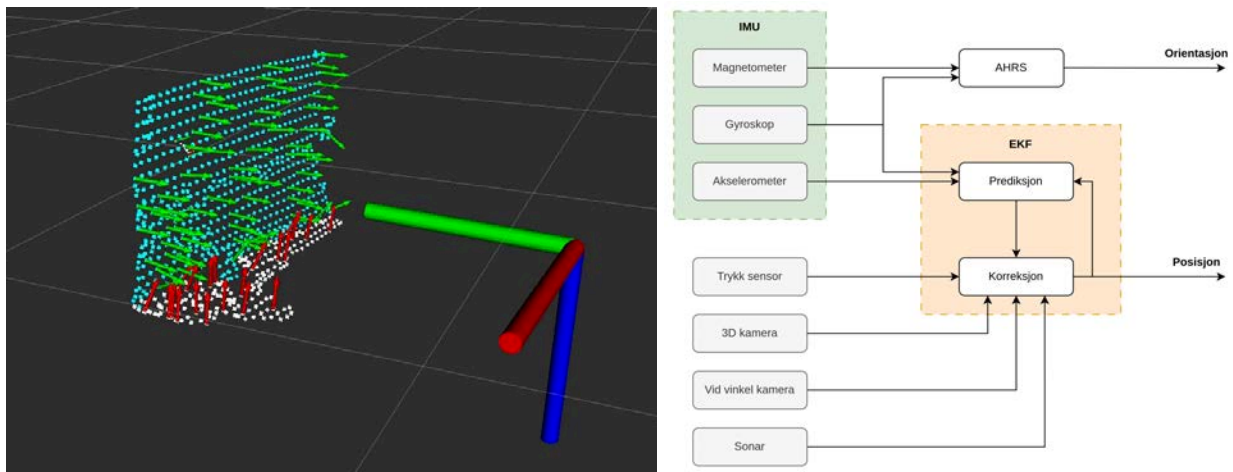 IMU
Magnetometer
AHRS
Orientasjon
Gyroskop
EKF
Akselerometer
Prediksjon
Trykk sensor
Korreksjon
Posisjon
3D kamera
Vid vinkel kamera
Sonar